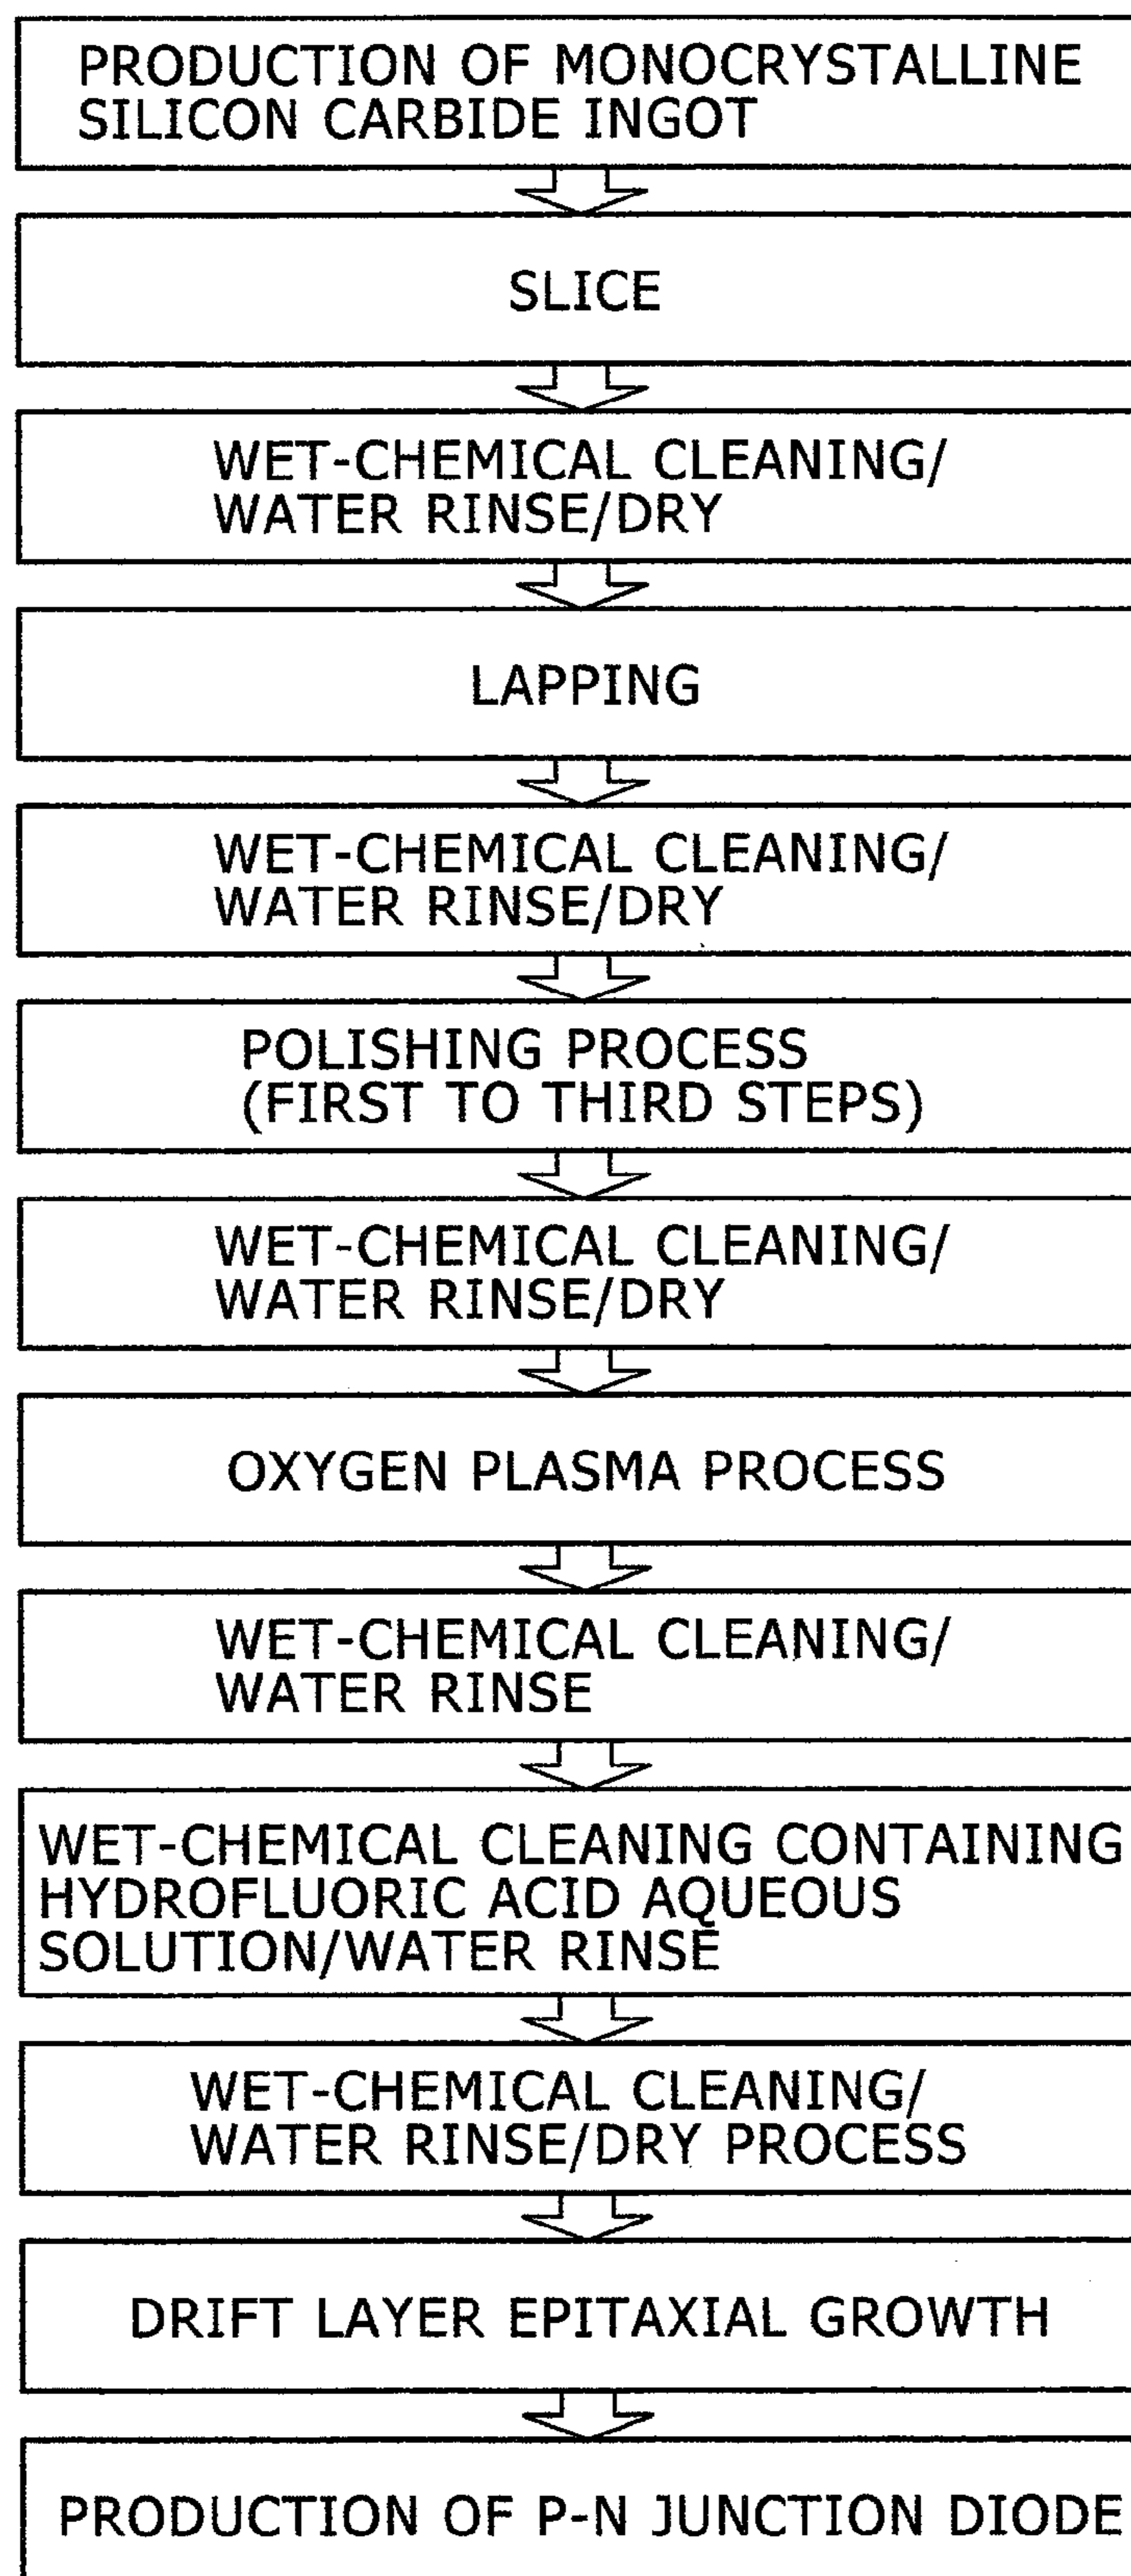 PRODUCTION OF MONOCRYSTALLINE
SILICON CARBIDE INGOT
SLICE
WET-CHEMICAL CLEANING/
WATER RINSE/DRY
LAPPING
WET-CHEMICAL CLEANING/
WATER RINSE/DRY
POLISHING PROCESS
(FIRST TO THIRD STEPS)
WET-CHEMICAL CLEANING/
WATER RINSE/DRY
OXYGEN PLASMA PROCESS
WET-CHEMICAL CLEANING/
WATER RINSE
WET-CHEMICAL CLEANING CONTAINING
HYDROFLUORIC ACID AQUEOUS
SOLUTION/WATER RINSE
WET-CHEMICAL CLEANING/
WATER RINSE/DRY PROCESS
DRIFT LAYER EPITAXIAL GROWTH
PRODUCTION OF P-N JUNCTION DIODE